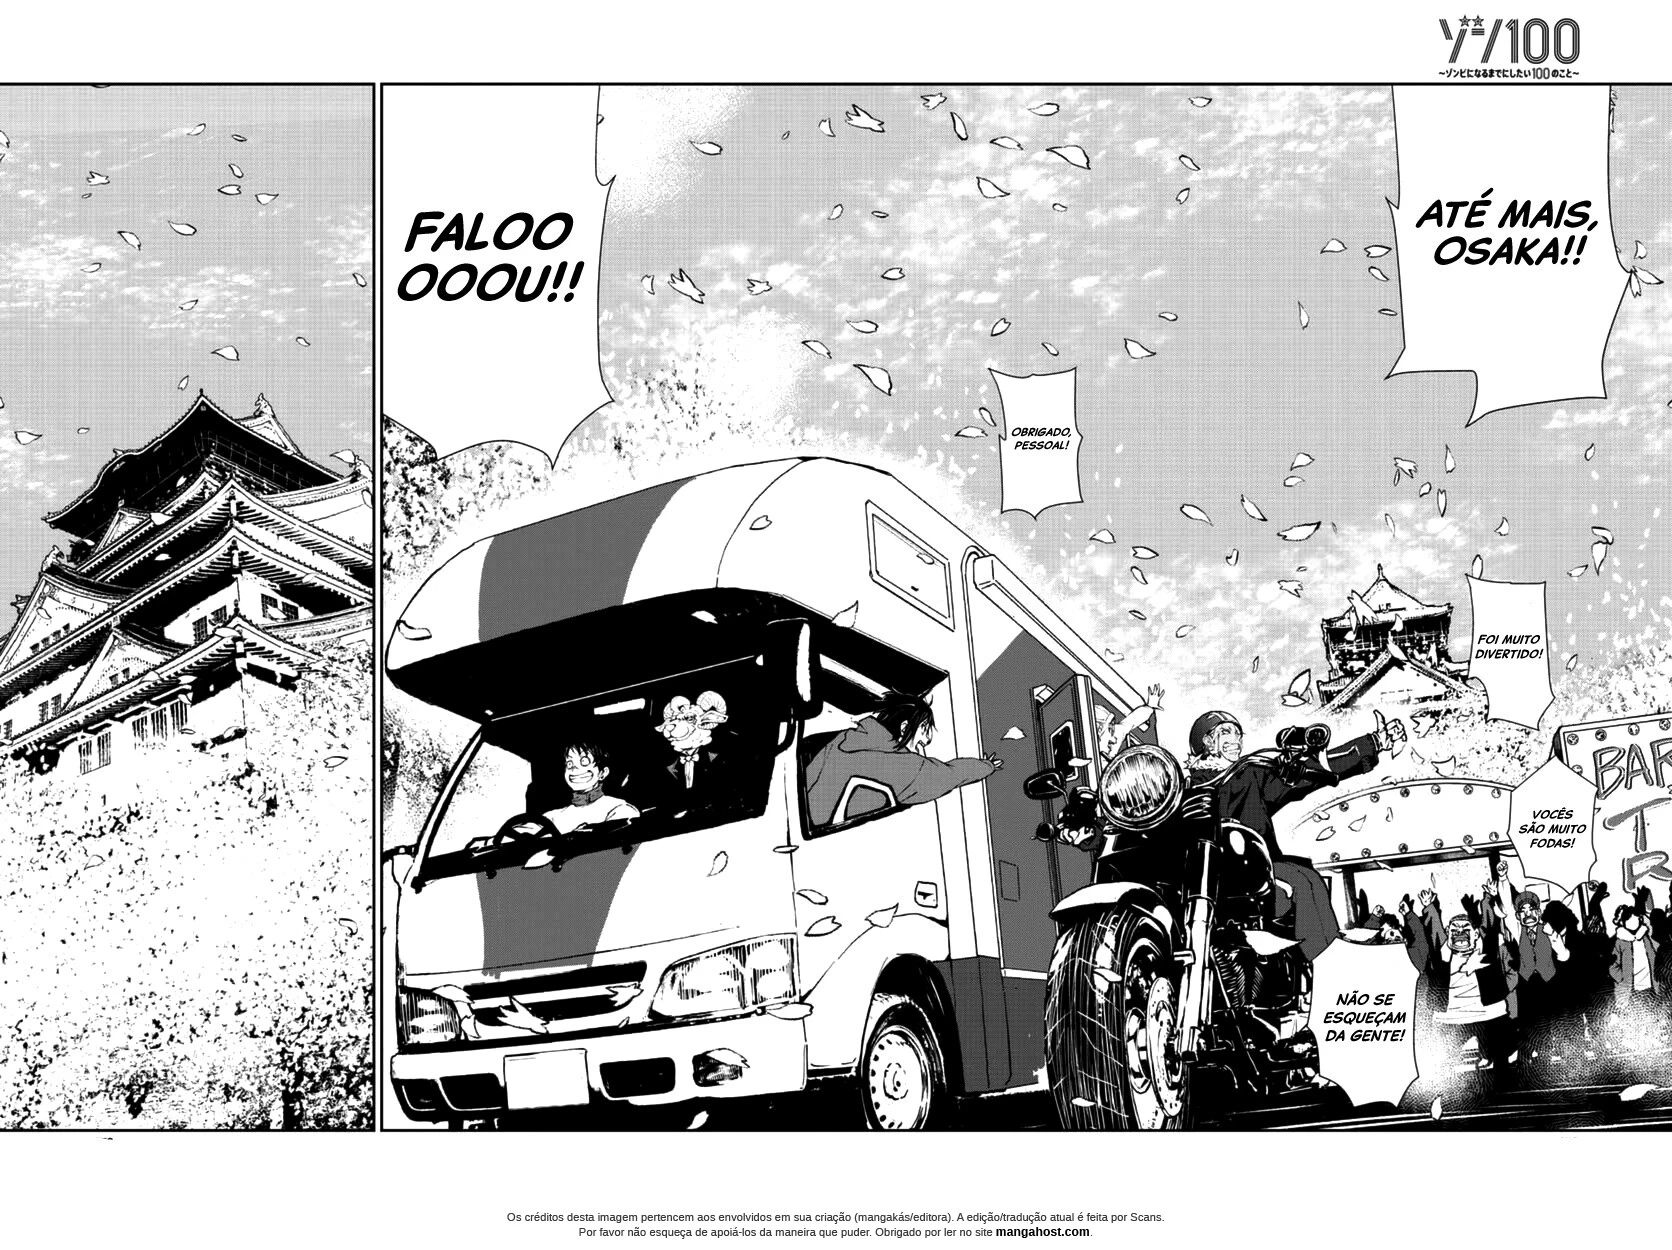 ゾン100
～ゾンビになるまでにしたい100のこと～
ATÉ MAIS,
OSAKA!!
OBRIGADO,
PESSOAL!
FALOO
OOOU!!
FOI MUITO
DIVERTIDO!
VOCÊS
SÃO MUITO
FODAS!
NÃO SE
ESQUEÇAM
DA GENTE!
BAR
Os créditos desta imagem pertencem aos envolvidos em sua criação (mangakás/editora). A edição/tradução atual é feita por Scans.
Por favor não esqueça de apoiá-los da maneira que puder. Obrigado por ler no site mangahost.com.